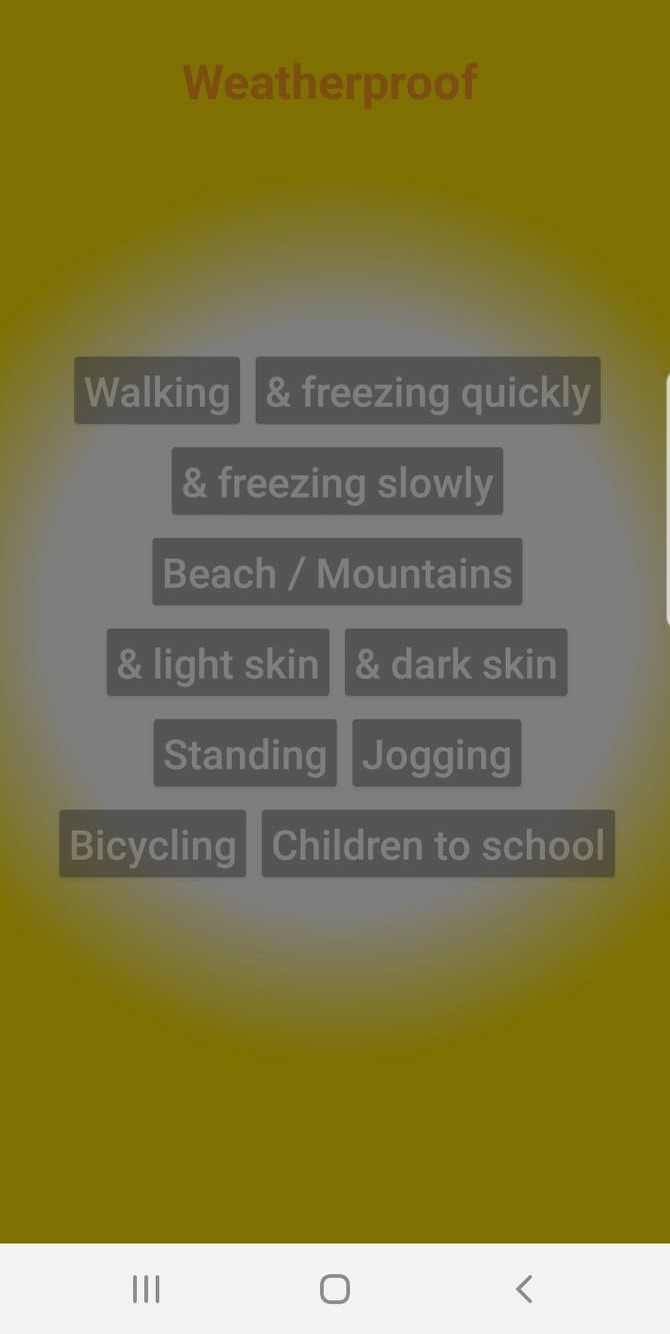 Weatherproof
Walking & freezing quickly
& freezing slowly
Beach / Mountains
& light skin & dark skin
Standing Jogging
Bicycling Children to school